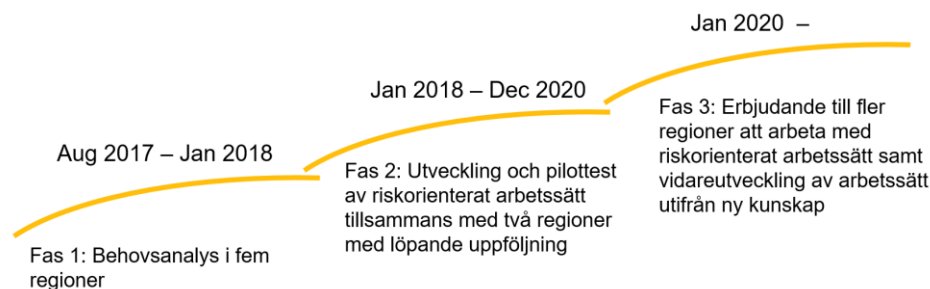 Aug 2017 – Jan 2018
Fas 1: Behovsanalys i fem
regioner
Jan 2018 – Dec 2020
Fas 2: Utveckling och pilottest
av riskorienterat arbetssätt
tillsammans med två regioner
med löpande uppföljning
Jan 2020 –
Fas 3: Erbjudande till fler
regioner att arbeta med
riskorienterat arbetssätt samt
vidareutveckling av arbetssätt
utifrån ny kunskap